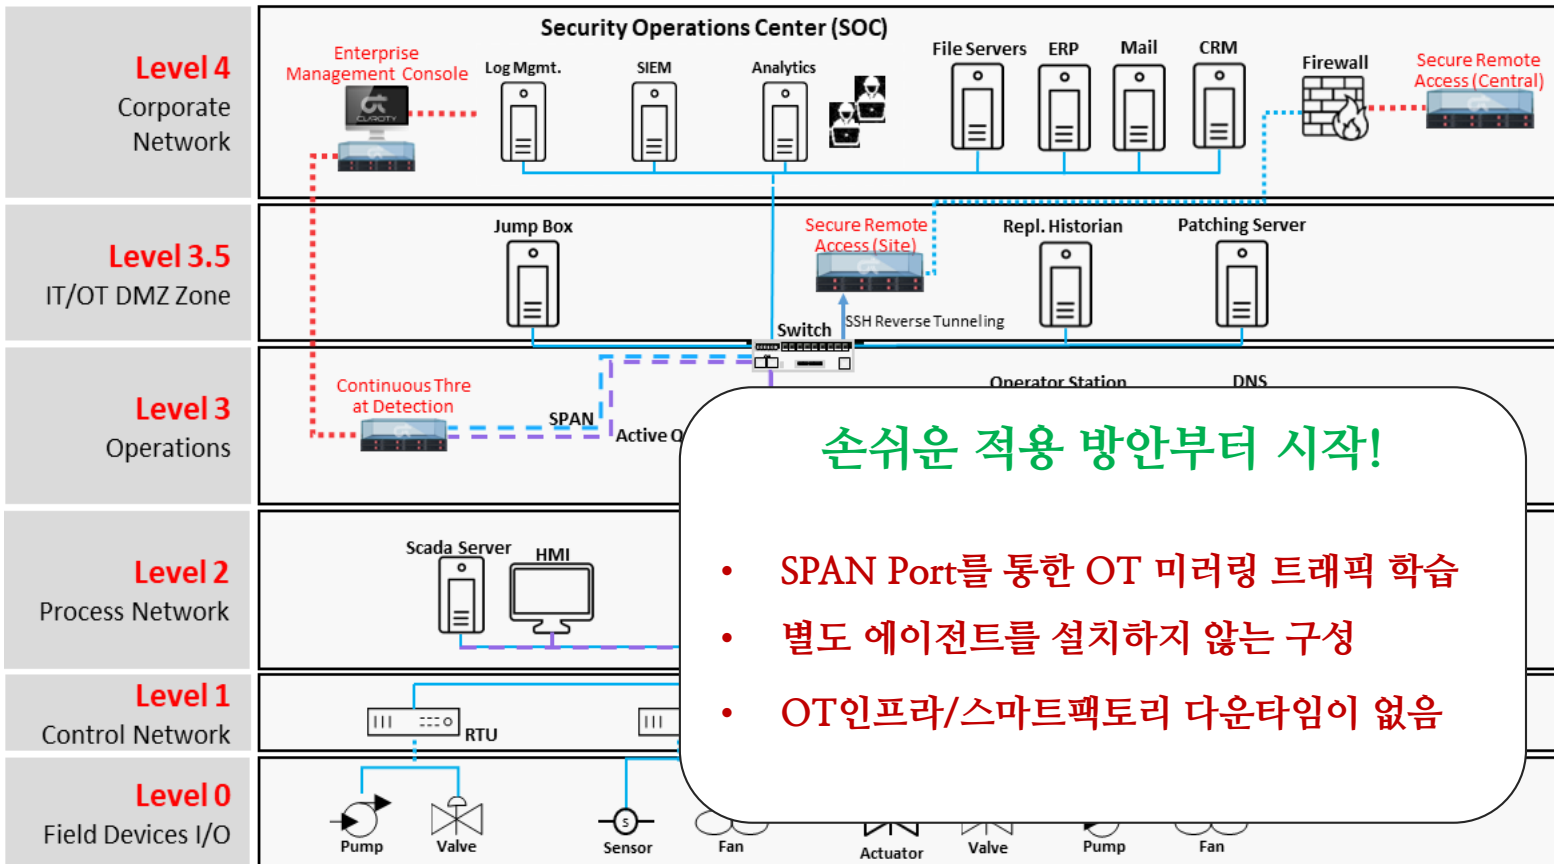 Security Operations Center (SOC)
Level 4
Corporate
Network
Enterprise
Management Console
Log Mgmt.
SIEM
Analytics
File Servers
ERP
Mail
CRM
Firewall
Secure Remote
Access (Central)
Level 3.5
IT/OT DMZ Zone
Jump Box
Secure Remote
Access (Site)
Repl. Historian
Patching Server
SSH Reverse Tunneling
Switch
Level 3
Operations
Continuous Thre
at Detection
SPAN
Active Q
Operator Station
DNS
손쉬운 적용 방안부터 시작!
• SPAN Port를 통한 OT 미러링 트래픽 학습
• 별도 에이전트를 설치하지 않는 구성
• OT인프라/스마트팩토리 다운타임이 없음
Level 2
Process Network
Scada Server
HMI
Level 1
Control Network
RTU
Level 0
Field Devices I/O
Pump
Valve
S
Sensor
Fan
Actuator
Valve
Pump
Fan